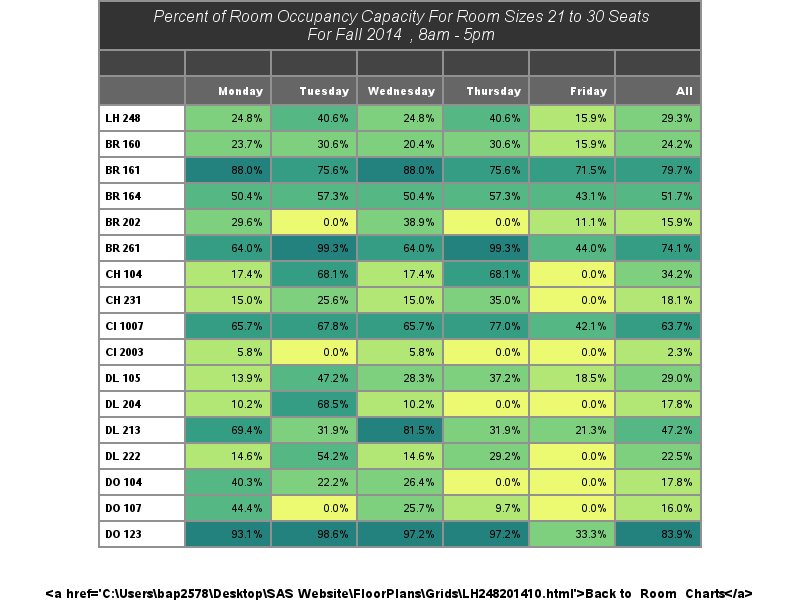 Percent of Room Occupancy Capacity For Room Sizes 21 to 30 Seats
For Fall 2014 , 8am - 5pm
Monday Tuesday Wednesday Thursday Friday All
LH 248 24.8% 40.6% 24.8% 40.6% 15.9% 29.3%
BR 160 23.7% 30.6% 20.4% 30.6% 15.9% 24.2%
BR 161 88.0% 75.6% 88.0% 75.6% 71.5% 79.7%
BR 164 50.4% 57.3% 50.4% 57.3% 43.1% 51.7%
BR 202 29.6% 0.0% 38.9% 0.0% 11.1% 15.9%
BR 261 64.0% 99.3% 64.0% 99.3% 44.0% 74.1%
CH 104 17.4% 68.1% 17.4% 68.1% 0.0% 34.2%
CH 231 15.0% 25.6% 15.0% 35.0% 0.0% 18.1%
CI 1007 65.7% 67.8% 65.7% 77.0% 42.1% 63.7%
CI 2003 5.8% 0.0% 5.8% 0.0% 0.0% 2.3%
DL 105 13.9% 47.2% 28.3% 37.2% 18.5% 29.0%
DL 204 10.2% 68.5% 10.2% 0.0% 0.0% 17.8%
DL 213 69.4% 31.9% 81.5% 31.9% 21.3% 47.2%
DL 222 14.6% 54.2% 14.6% 29.2% 0.0% 22.5%
DO 104 40.3% 22.2% 26.4% 0.0% 0.0% 17.8%
DO 107 44.4% 0.0% 25.7% 9.7% 0.0% 16.0%
DO 123 93.1% 98.6% 97.2% 97.2% 33.3% 83.9%
<a href='C:\Users\bap2578\Desktop\SAS Website\FloorPlans\Grids\LH248201410.html'>Back to Room Charts</a>